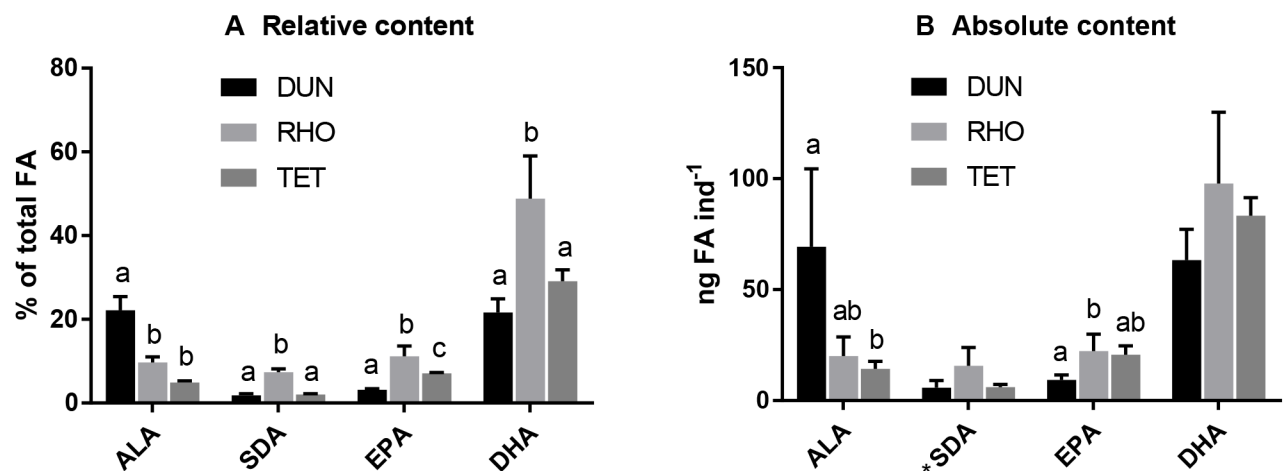 A Relative content
80
60
40
20
0
% of total FA
DUN
RHO
TET
a
b
b
a
b
a
a
b
c
a
b
a
ALA
SDA
EPA
DHA
B Absolute content
150
100
50
0
ng FA ind-1
DUN
RHO
TET
a
ab
b
a
b
ab
ALA
*SDA
EPA
DHA